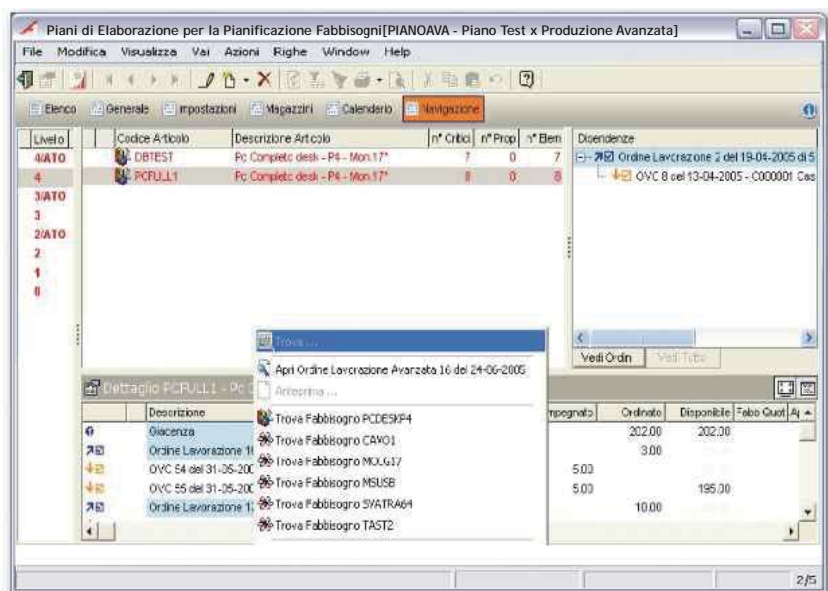 Piani di Elaborazione per la Pianificazione Fabbisogni[PIANOAVA - Piano Test x Produzione Avanzata]
File Modifica Visualizza Vai Azioni Righe Window Help
Elenco Generale Impostazioni Magazzini Calendario Navigazione
Livello Codice Articolo Descrizione Articolo n° Critici n° Prop n° Elem Discendenze
4/ATO DBTEST Pc Completo desk - P4 - Mon.17" 7 0 7 Ordine Lavorazione 2 del 19-04-2005 di 5
4 PCFULL1 Pc Completo desk - P4 - Mon.17" 8 0 8 OVC 8 del 13-04-2005 - C000001 Cas
3/ATO
3
2/ATO
2
1
0
Trova ...
Vedi Ordin Vedi Tutto
Apri Ordine Lavorazione Avanzata 16 del 24-06-2005
Dettaglio PCFULL1 - Pc C
Anteprima ...
Descrizione mpegnato Ordinato Disponibile Fabb Quot Ap
Trova Fabbisogno PCDESKP4
Giacenza 202.00 202.00
Trova Fabbisogno CAVO1
Ordine Lavorazione 16 3.00
Trova Fabbisogno MOLG17
OVC 54 del 31-05-200 5.00
Trova Fabbisogno MSUSB
OVC 55 del 31-05-200 5.00 195.00
Trova Fabbisogno SVATRA64
Ordine Lavorazione 1 10.00
Trova Fabbisogno TAST2
2/5